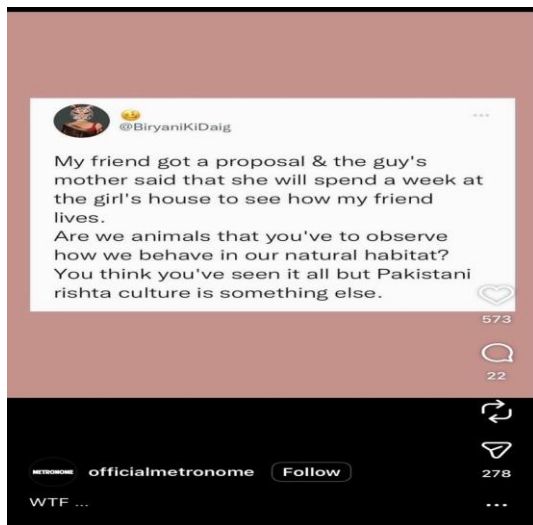 @BiryaniKiDaig
My friend got a proposal & the guy's
mother said that she will spend a week at
the girl's house to see how my friend
lives.
Are we animals that you've to observe
how we behave in our natural habitat?
You think you've seen it all but Pakistani
rishta culture is something else.
573
22
278
METRONOME officialmetronome Follow
WTF ...